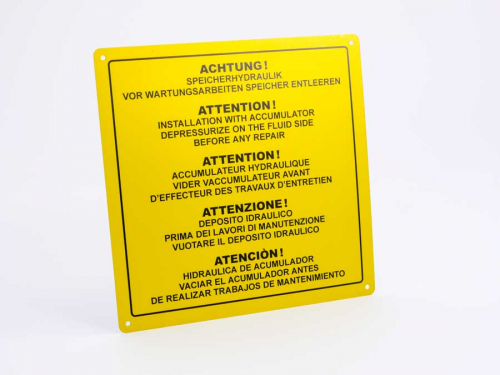 ACHTUNG!
SPEICHERHYDRAULIK
VOR WARTUNGSARBEITEN SPEICHER ENTLEEREN
ATTENTION!
INSTALLATION WITH ACCUMULATOR
DEPRESSURIZE ON THE FLUID SIDE
BEFORE ANY REPAIR
ATTENTION!
ACCUMULATEUR HYDRAULIQUE
VIDER VACCUMULATEUR AVANT
D'EFFECTEUR DES TRAVAUX D'ENTRETIEN
ATTENZIONE!
DEPOSITO IDRAULICO
PRIMA DEI LAVORI DI MANUTENZIONE
VUOTARE IL DEPOSITO IDRAULICO
ATENCIÒN!
HIDRAULICA DE ACUMULADOR
VACIAR EL ACUMULADOR ANTES
DE REALIZAR TRABAJOS DE MANTENIMIENTO